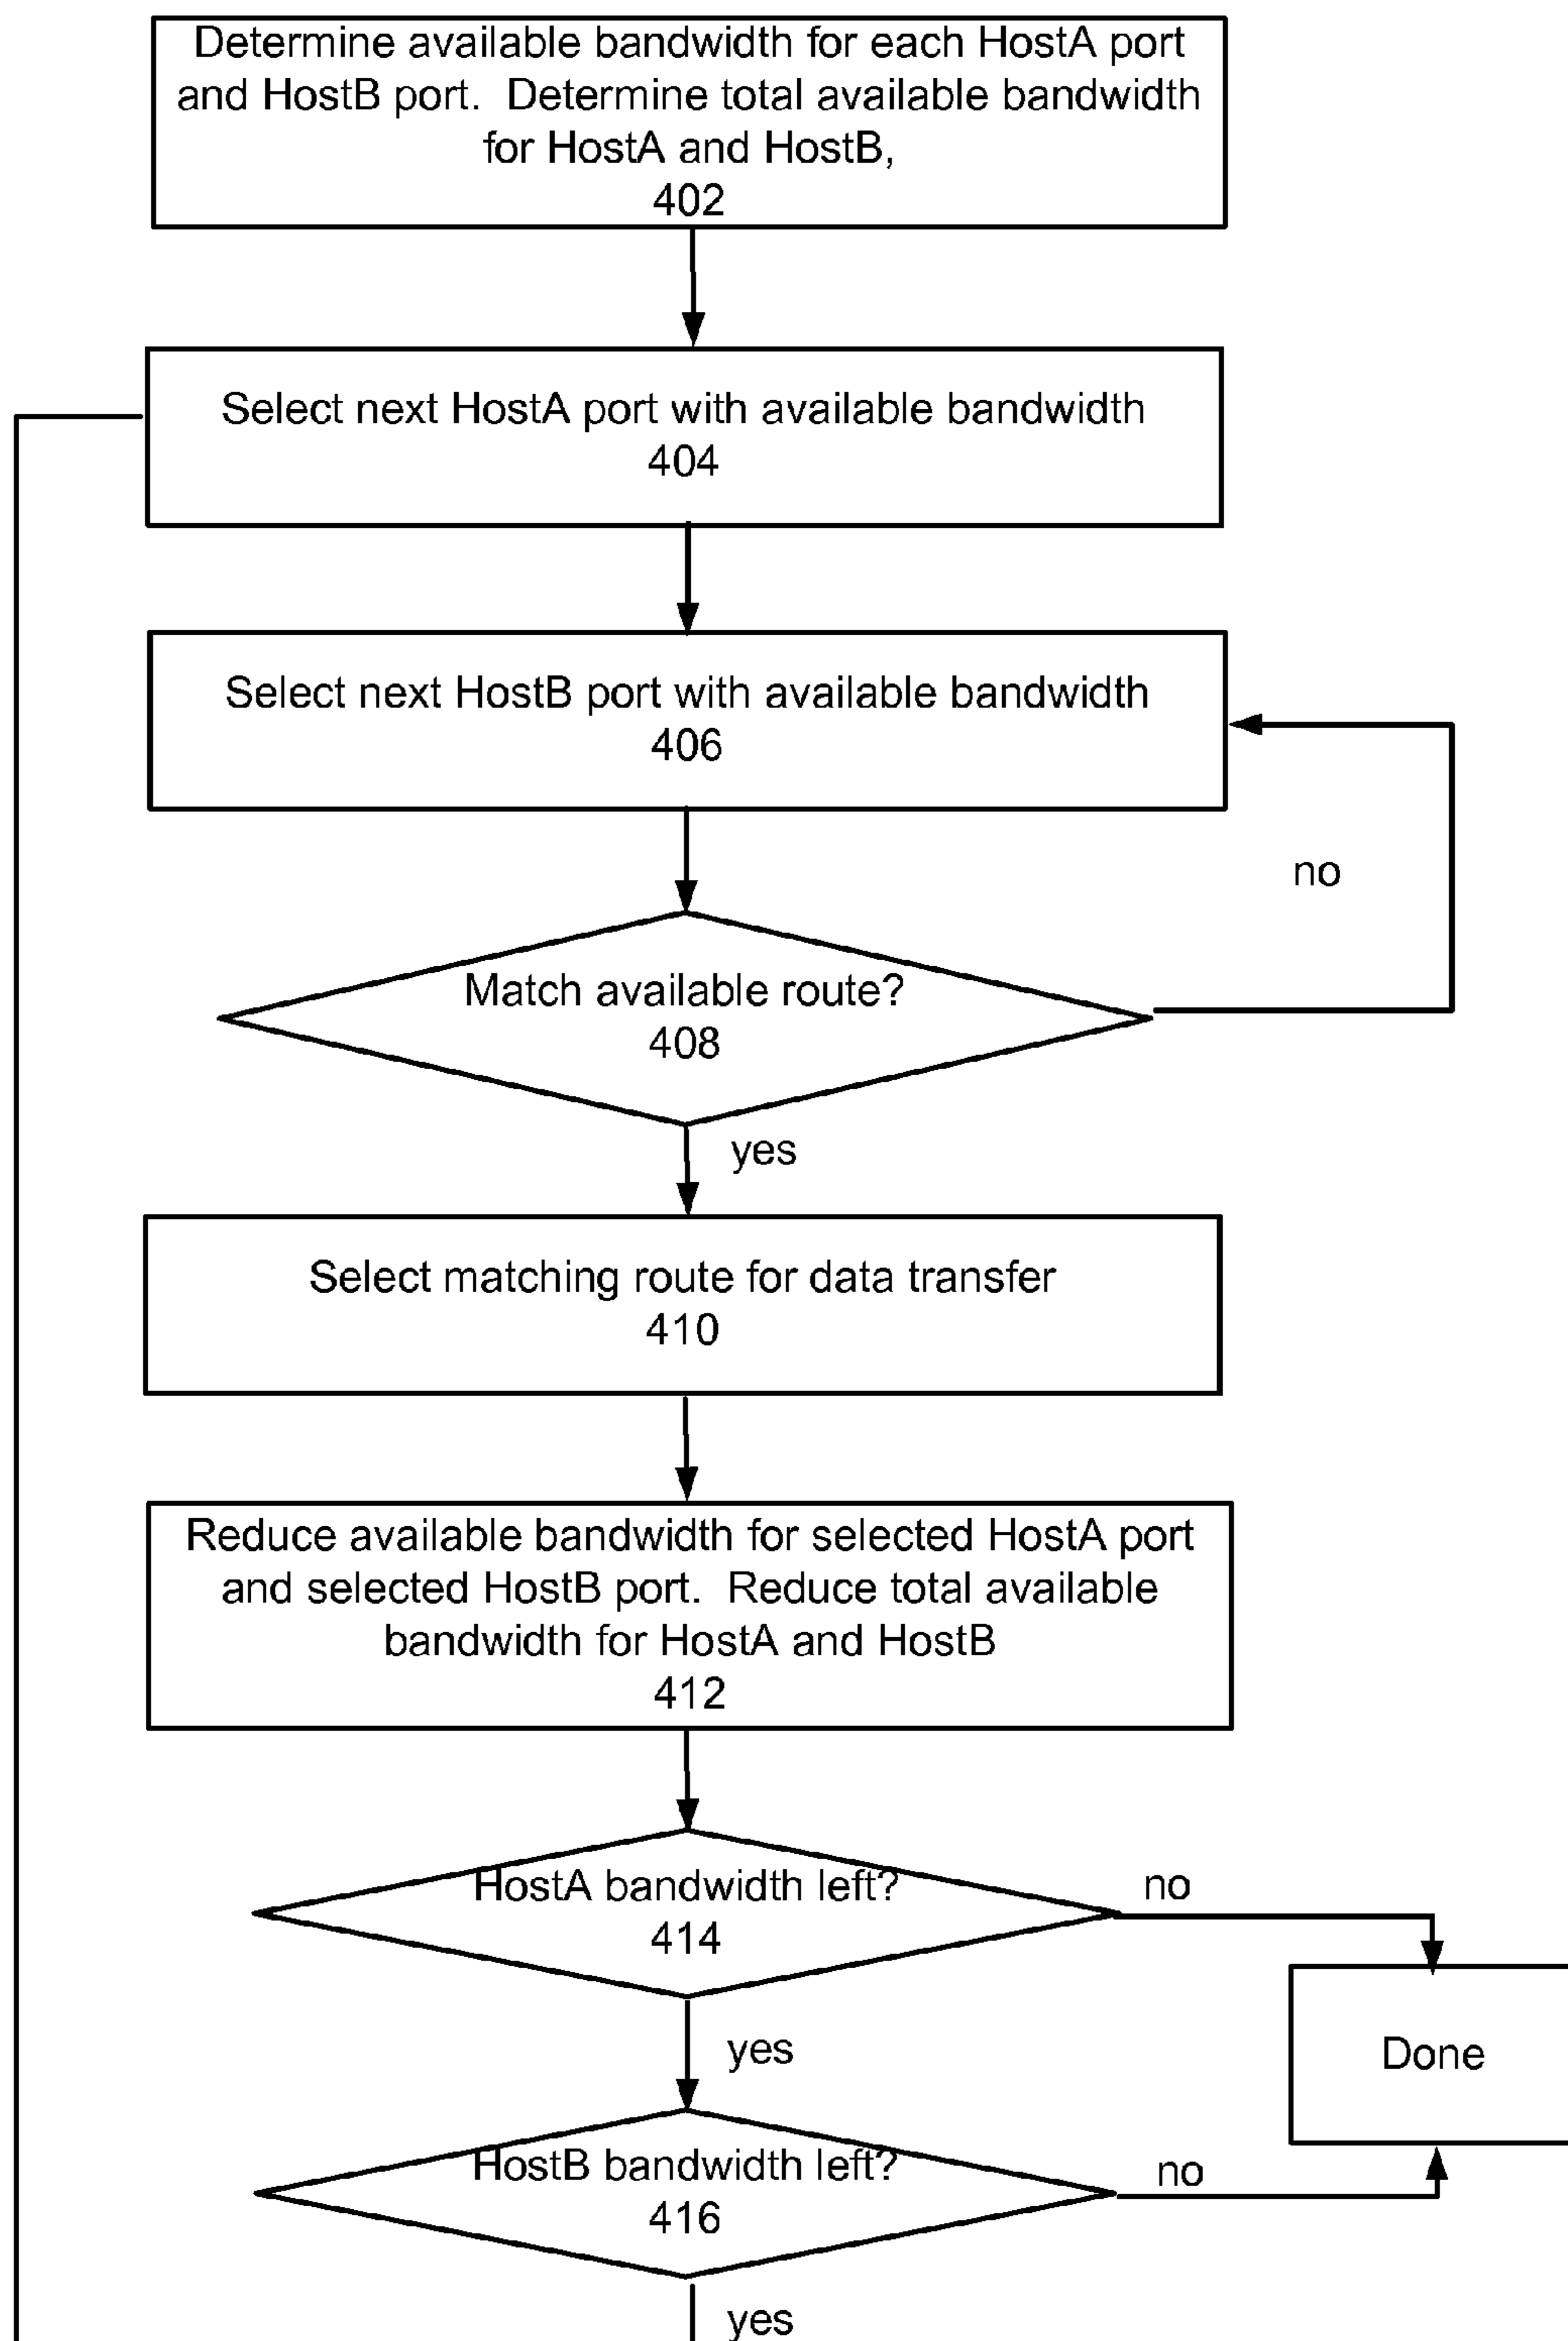 Determine available bandwidth for each HostA port
and HostB port.  Determine total available bandwidth
for HostA and HostB,
402
Select next HostA port with available bandwidth
404
Select next HostB port with available bandwidth
406
no
Match available route?
408
yes
Select matching route for data transfer
410
Reduce available bandwidth for selected HostA port
and selected HostB port.  Reduce total available
bandwidth for HostA and HostB
412
HostA bandwidth left?
414
no
yes
Done
HostB bandwidth left?
416
no
yes